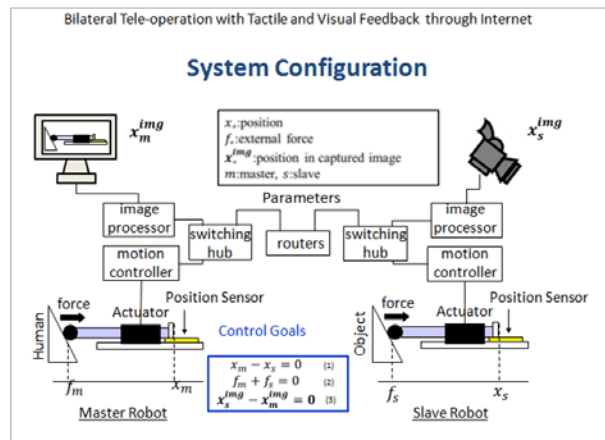 Bilateral Tele-operation with Tactile and Visual Feedback through Internet
System Configuration
x_m^{img}
x_*:position
f_*:external force
x_*^{img}:position in captured image
m:master, s:slave
x_s^{img}
Parameters
image
processor
switching
hub
routers
switching
hub
image
processor
motion
controller
motion
controller
force
Actuator
Position Sensor
Human
f_m
x_m
Master Robot
Control Goals
x_m − x_s = 0 (1)
f_m + f_s = 0 (2)
x_s^{img} − x_m^{img} = 0 (3)
force
Actuator
Position Sensor
Object
f_s
x_s
Slave Robot